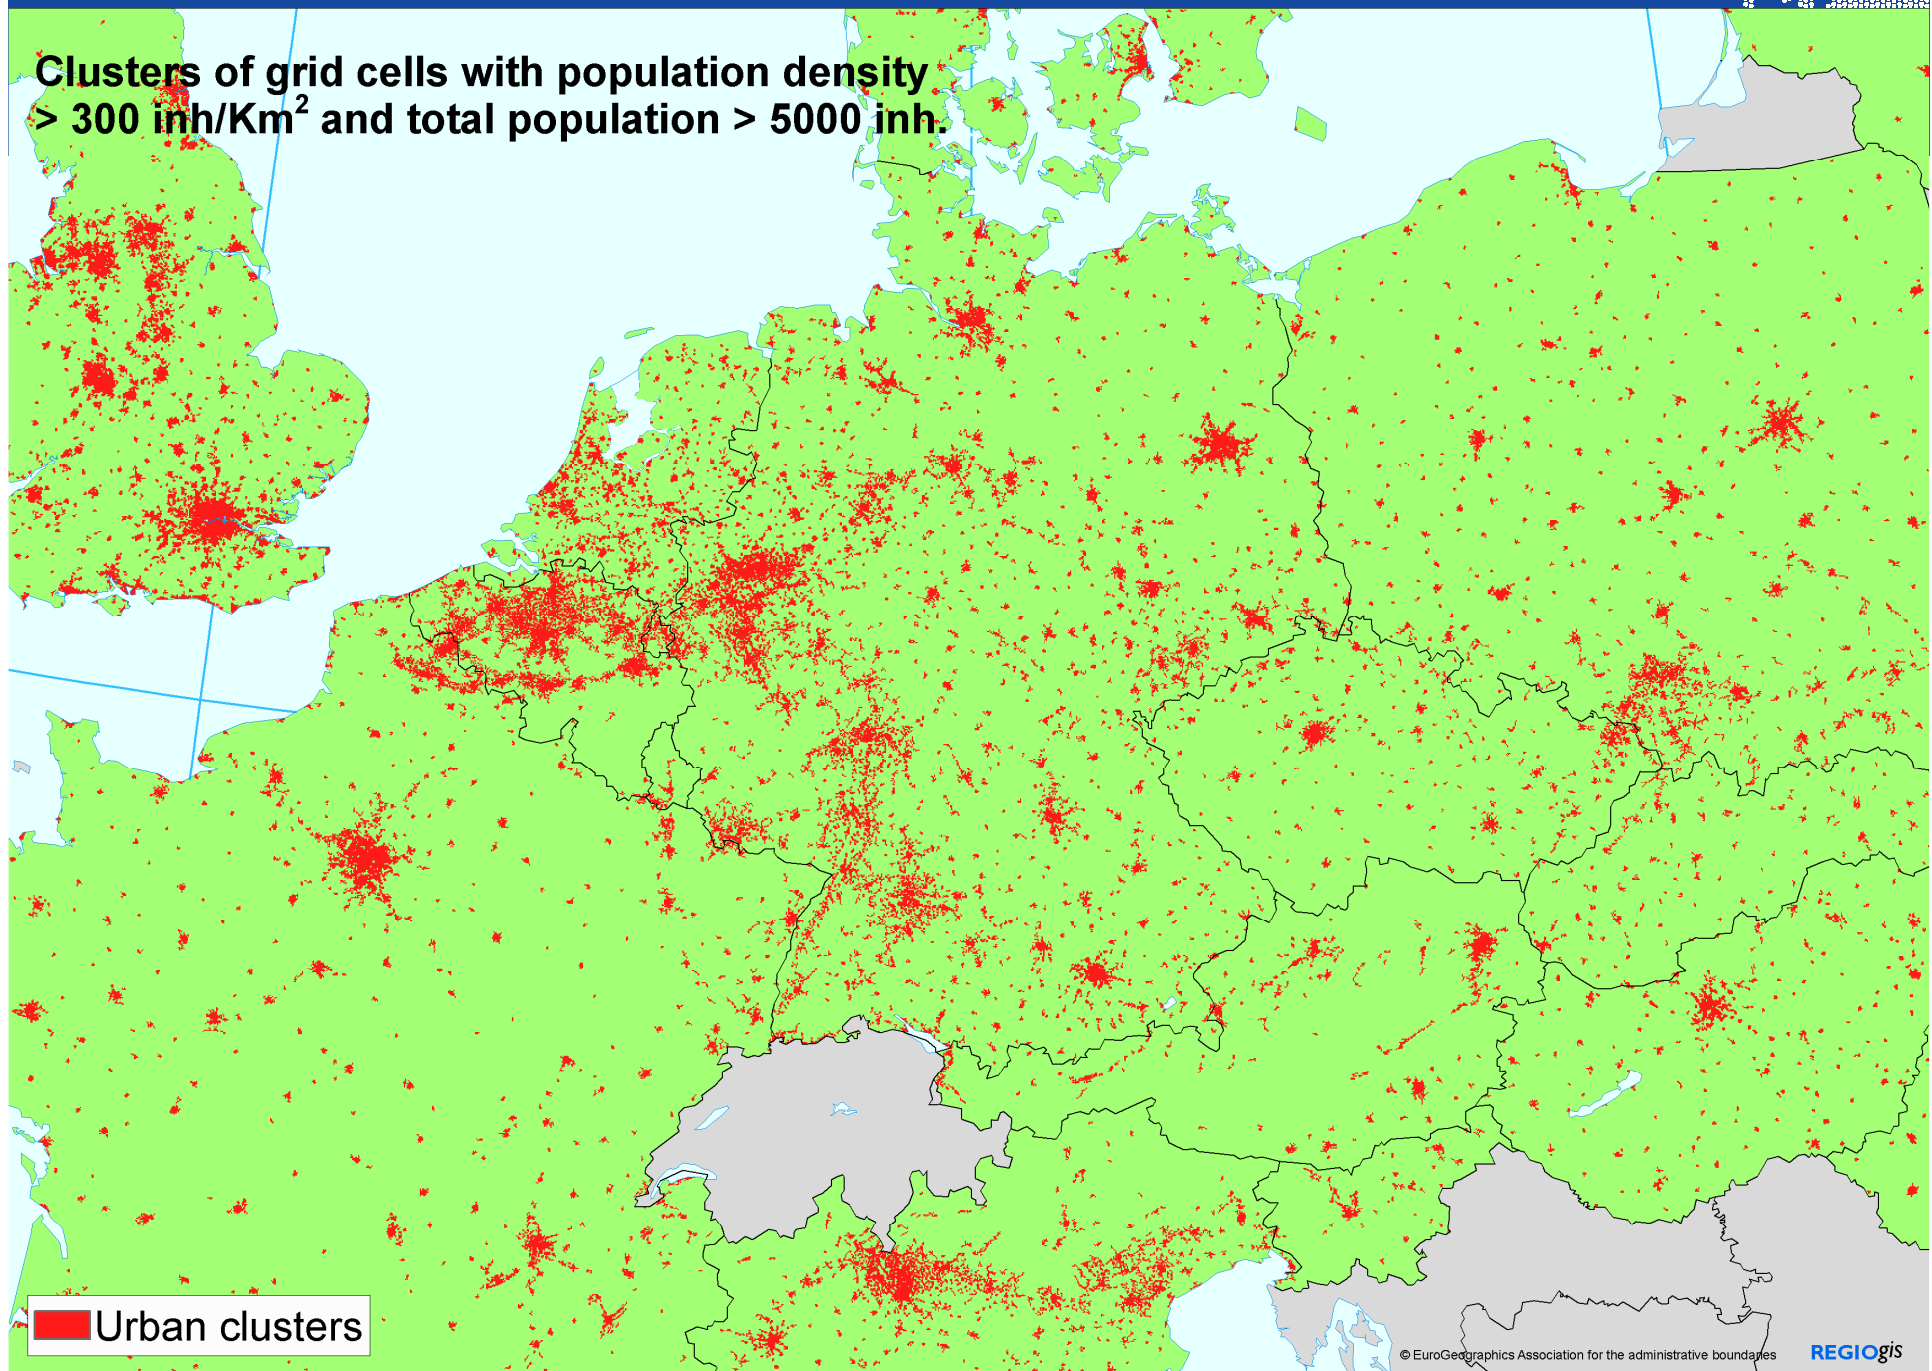 Clusters of grid cells with population density
> 300 inh/Km² and total population > 5000 inh.
Urban clusters
© EuroGeographics Association for the administrative boundaries
REGIOgis